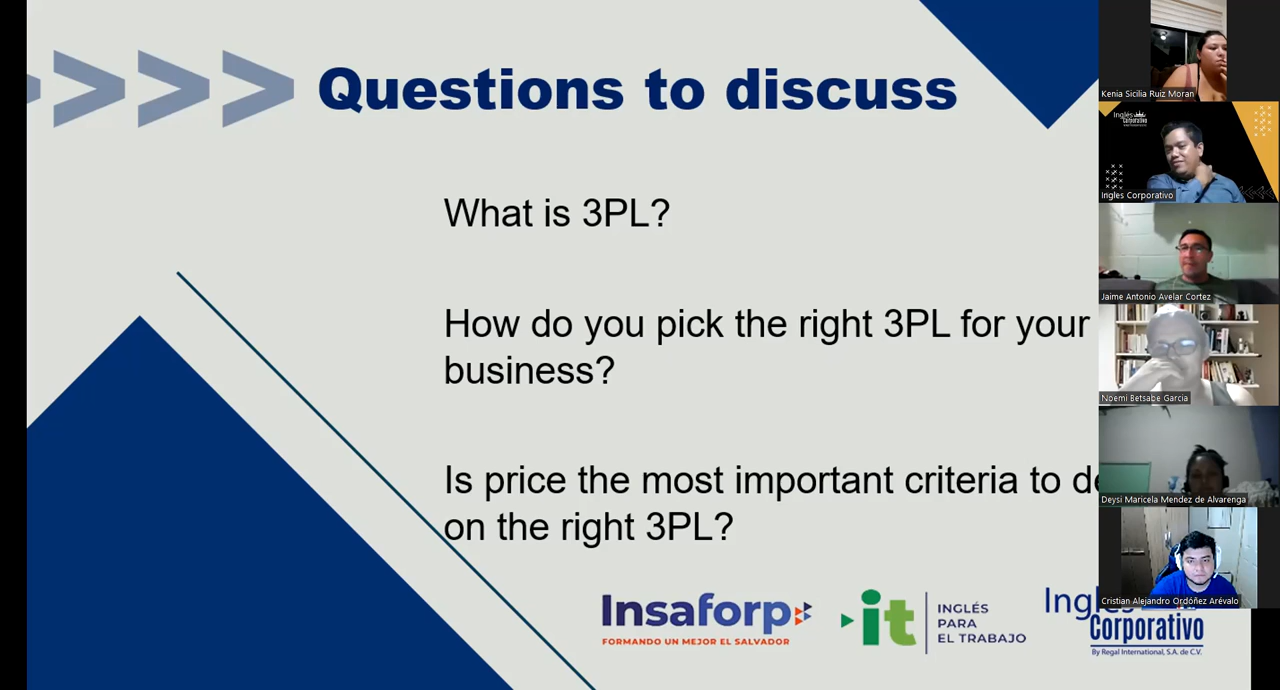 Questions to discuss
What is 3PL?
How do you pick the right 3PL for your
business?
Is price the most important criteria to
on the right 3PL?
Insaforp
FORMANDO UN MEJOR EL SALVADOR
it
INGLÉS
PARA
EL TRABAJO
Corporativo
By Regal International, S.A. de C.V.
Kenia Sicilia Ruiz Moran
Inglés
Corporativo
Ingles Corporativo
Jaime Antonio Avelar Cortez
Noemi Betsabe Garcia
Deysi Maricela Mendez de Alvarenga
Cristian Alejandro Ordóñez Arévalo